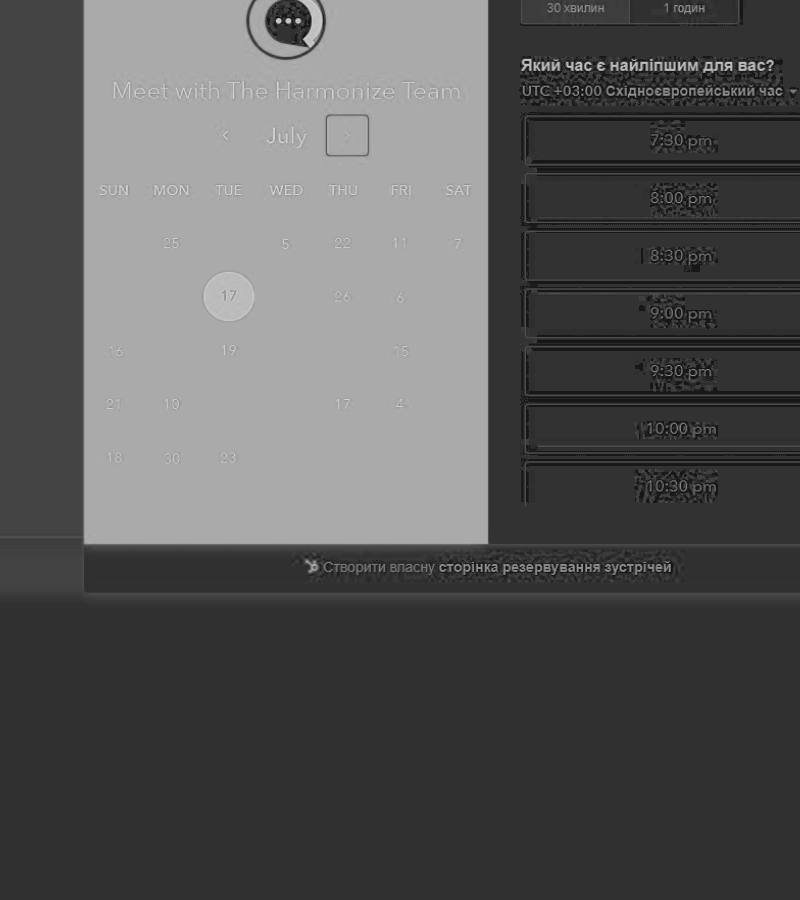 30 хвилин 1 годин
Meet with The Harmonize Team
July
SUN MON TUE WED THU FRI SAT
25 5 22 11 7
17 26 6
16 19 15
21 10 17 4
18 30 23
Який час є найліпшим для вас?
UTC +03:00 Східноєвропейський час
7:30 pm
8:00 pm
8:30 pm
9:00 pm
9:30 pm
10:00 pm
10:30 pm
Створити власну сторінка резервування зустрічей